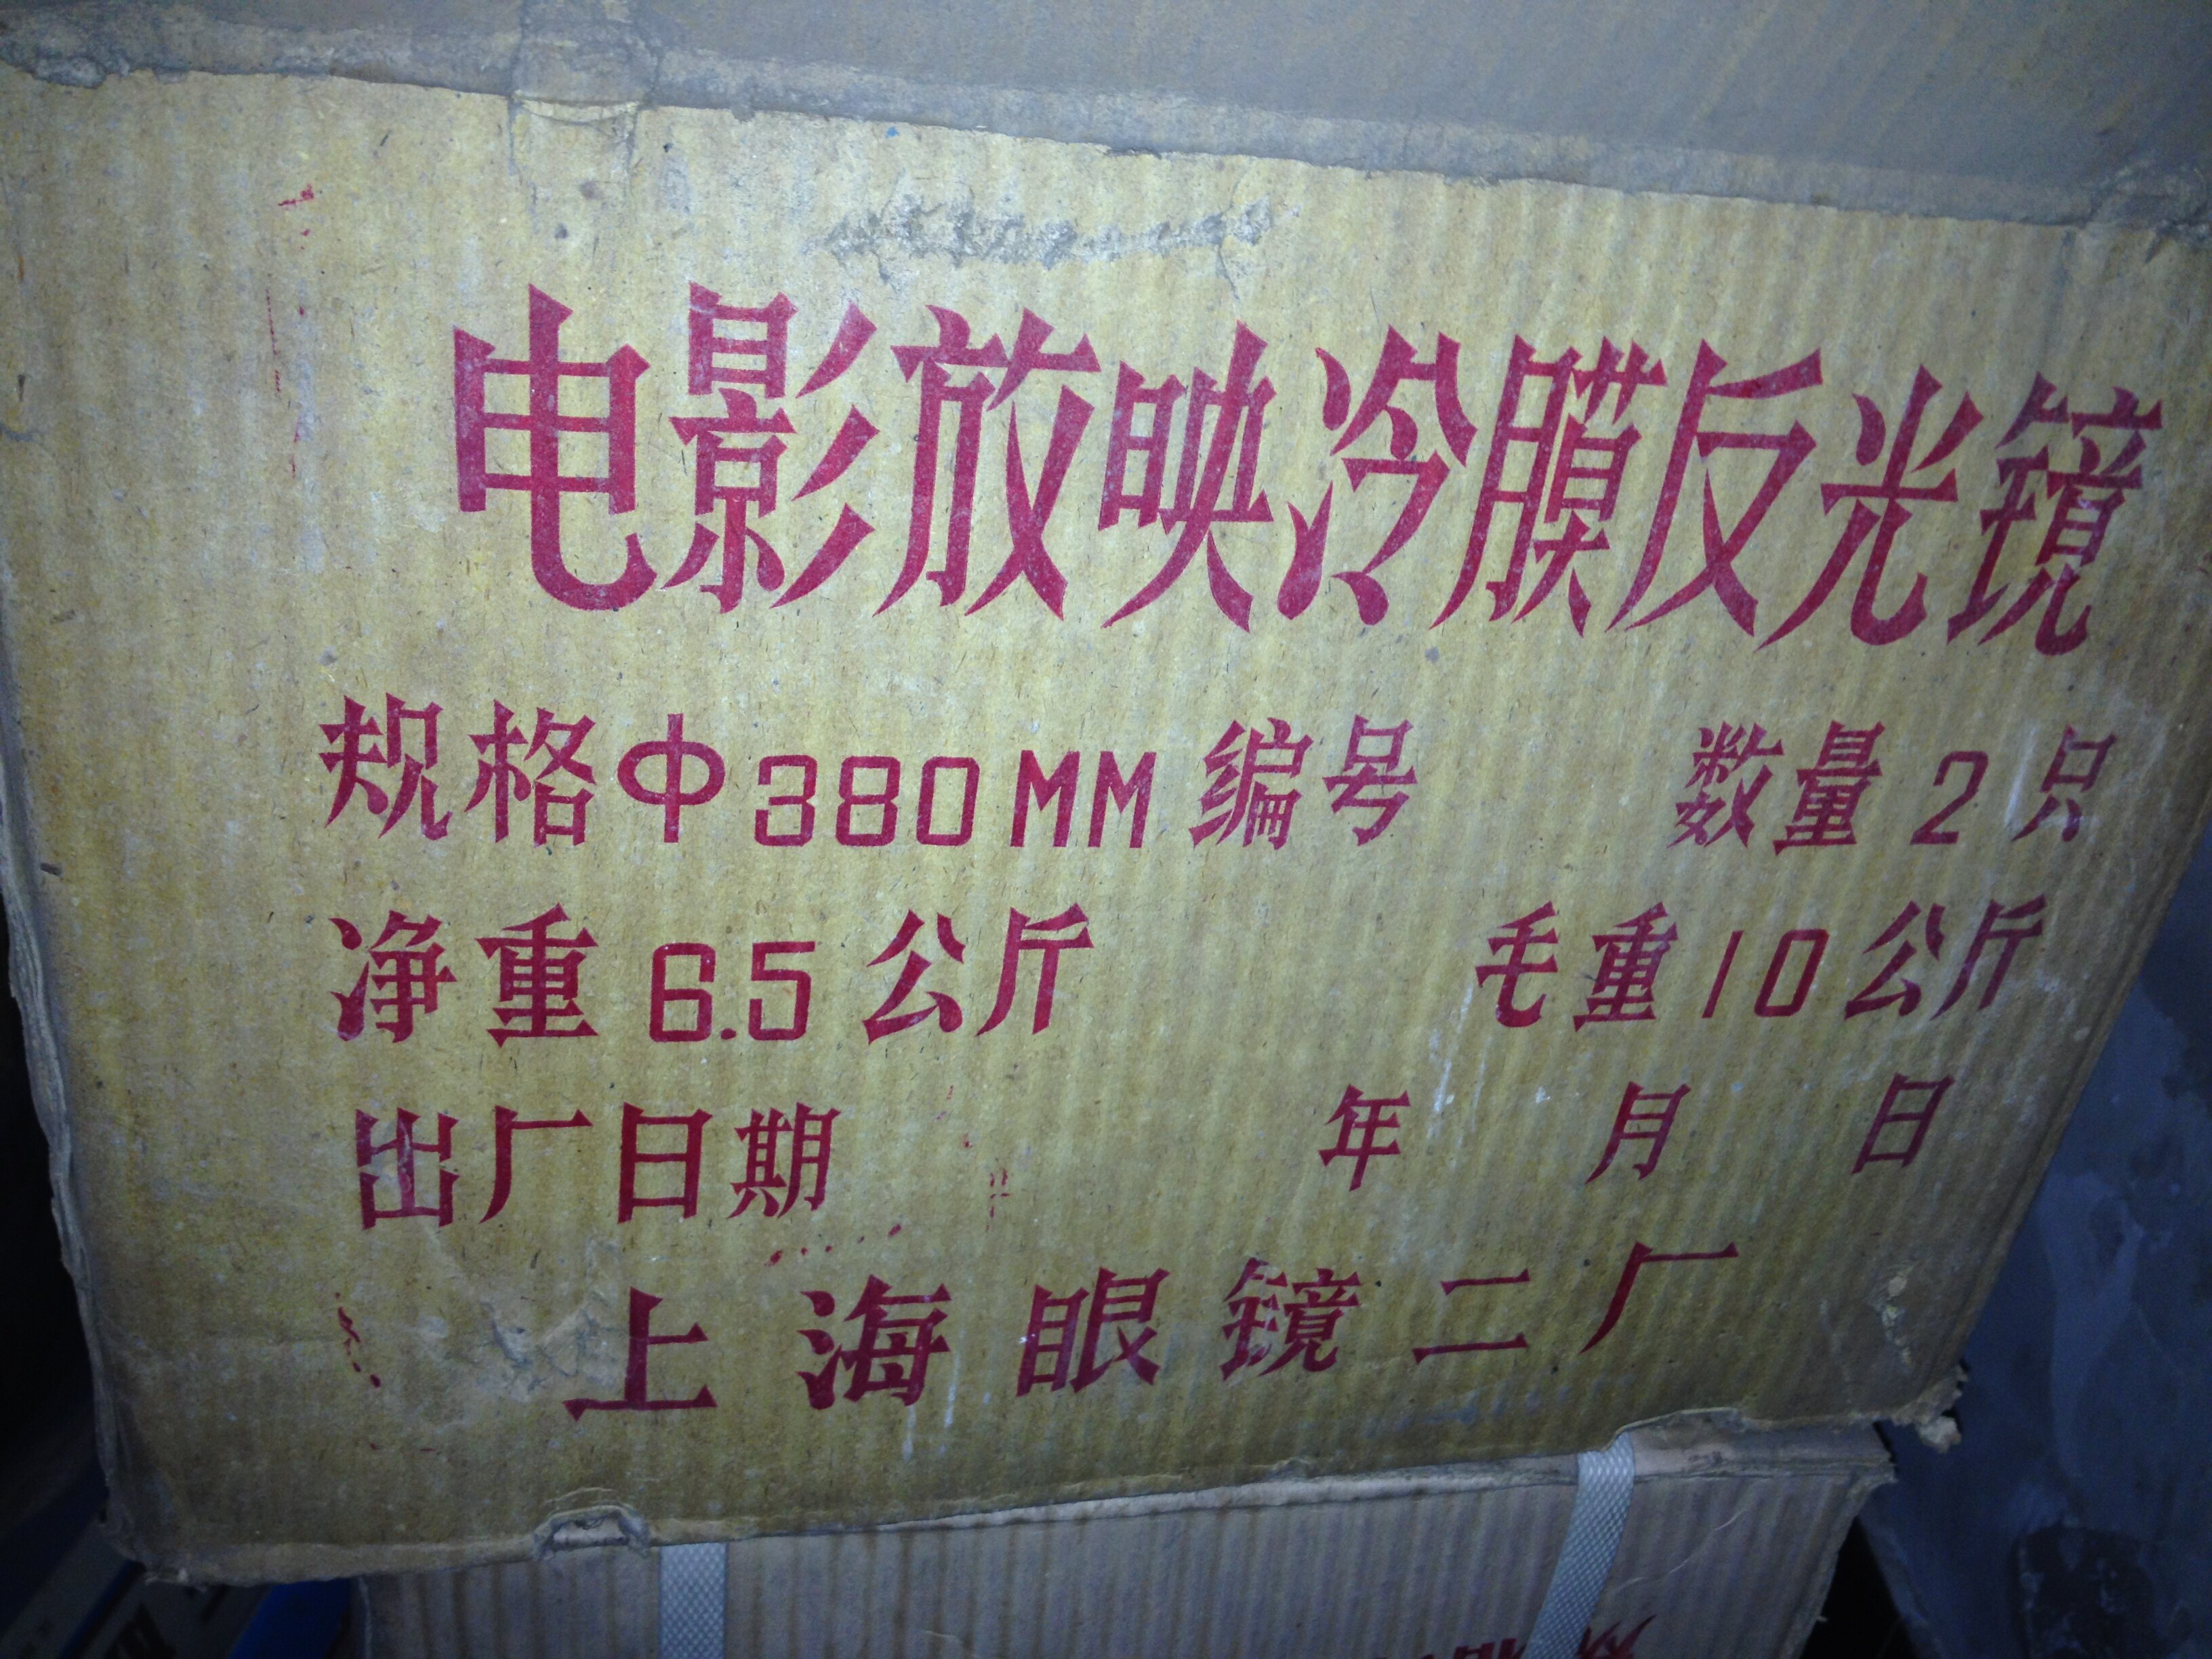 电影放映冷膜反光镜
规格Φ380MM 编号 数量2只
净重6.5公斤 毛重10公斤
出厂日期 年 月 日
上海眼镜二厂